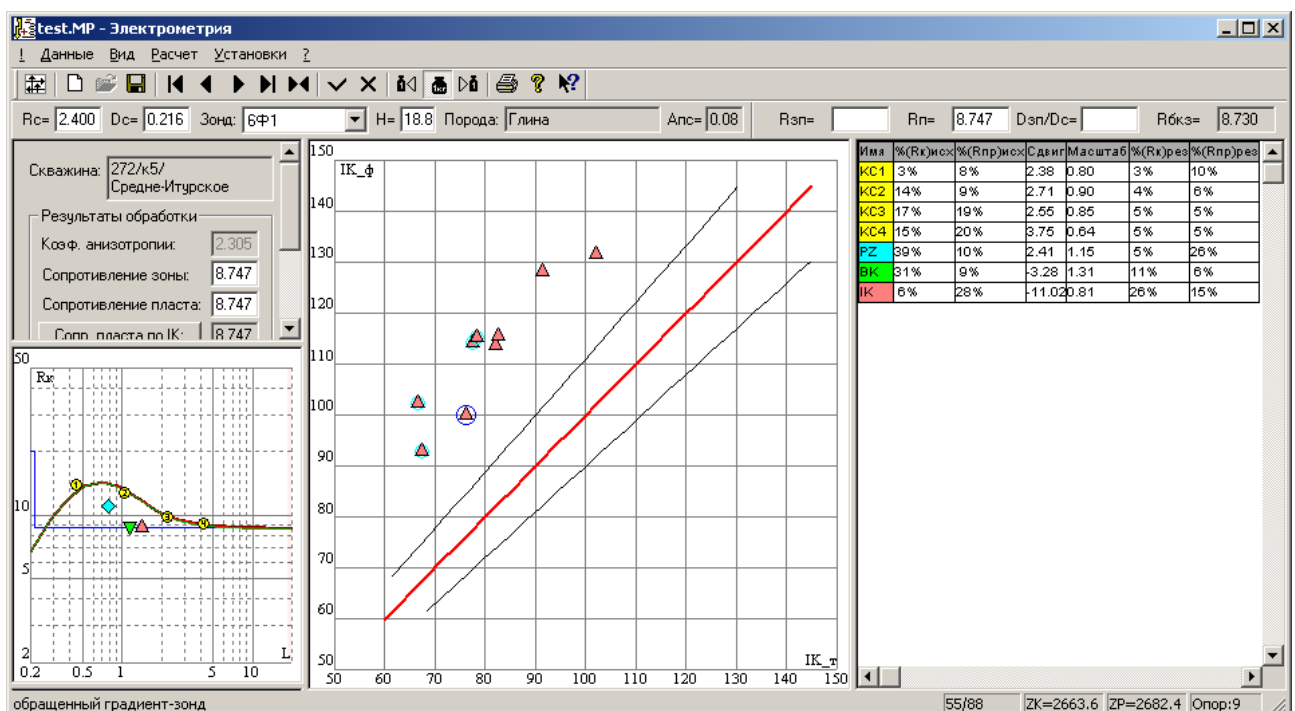 test.MP - Электрометрия
! Данные Вид Расчет Установки ?
Rc= 2.400 Dc= 0.216 Зонд: 6Ф1 H= 18.8 Порода: Глина Апс= 0.08 Rзп= Rп= 8.747 Dзп/Dc= Rбкз= 8.730
Скважина: 272/к5/
Средне-Итурское
Результаты обработки
Коэф. анизотропии: 2.305
Сопротивление зоны: 8.747
Сопротивление пласта: 8.747
Сопр. пласта по IK: 8.747
50
Rк
10
5
2
L
0.2 0.5 1 5 10
1 2 3 4
150
IK_ф
140
130
120
110
100
90
80
70
60
50
IK_т
50 60 70 80 90 100 110 120 130 140 150
Имя %(Rк)исх %(Rпр)исх Сдвиг Масштаб %(Rк)рез %(Rпр)рез
КС1 3% 8% 2.38 0.80 3% 10%
КС2 14% 9% 2.71 0.90 4% 6%
КС3 17% 19% 2.55 0.85 5% 5%
КС4 15% 20% 3.75 0.64 5% 5%
PZ 39% 10% 2.41 1.15 5% 26%
BK 31% 9% -3.28 1.31 11% 6%
IK 6% 28% -11.02 0.81 26% 15%
обращенный градиент-зонд 55/88 ZK=2663.6 ZP=2682.4 Опор:9